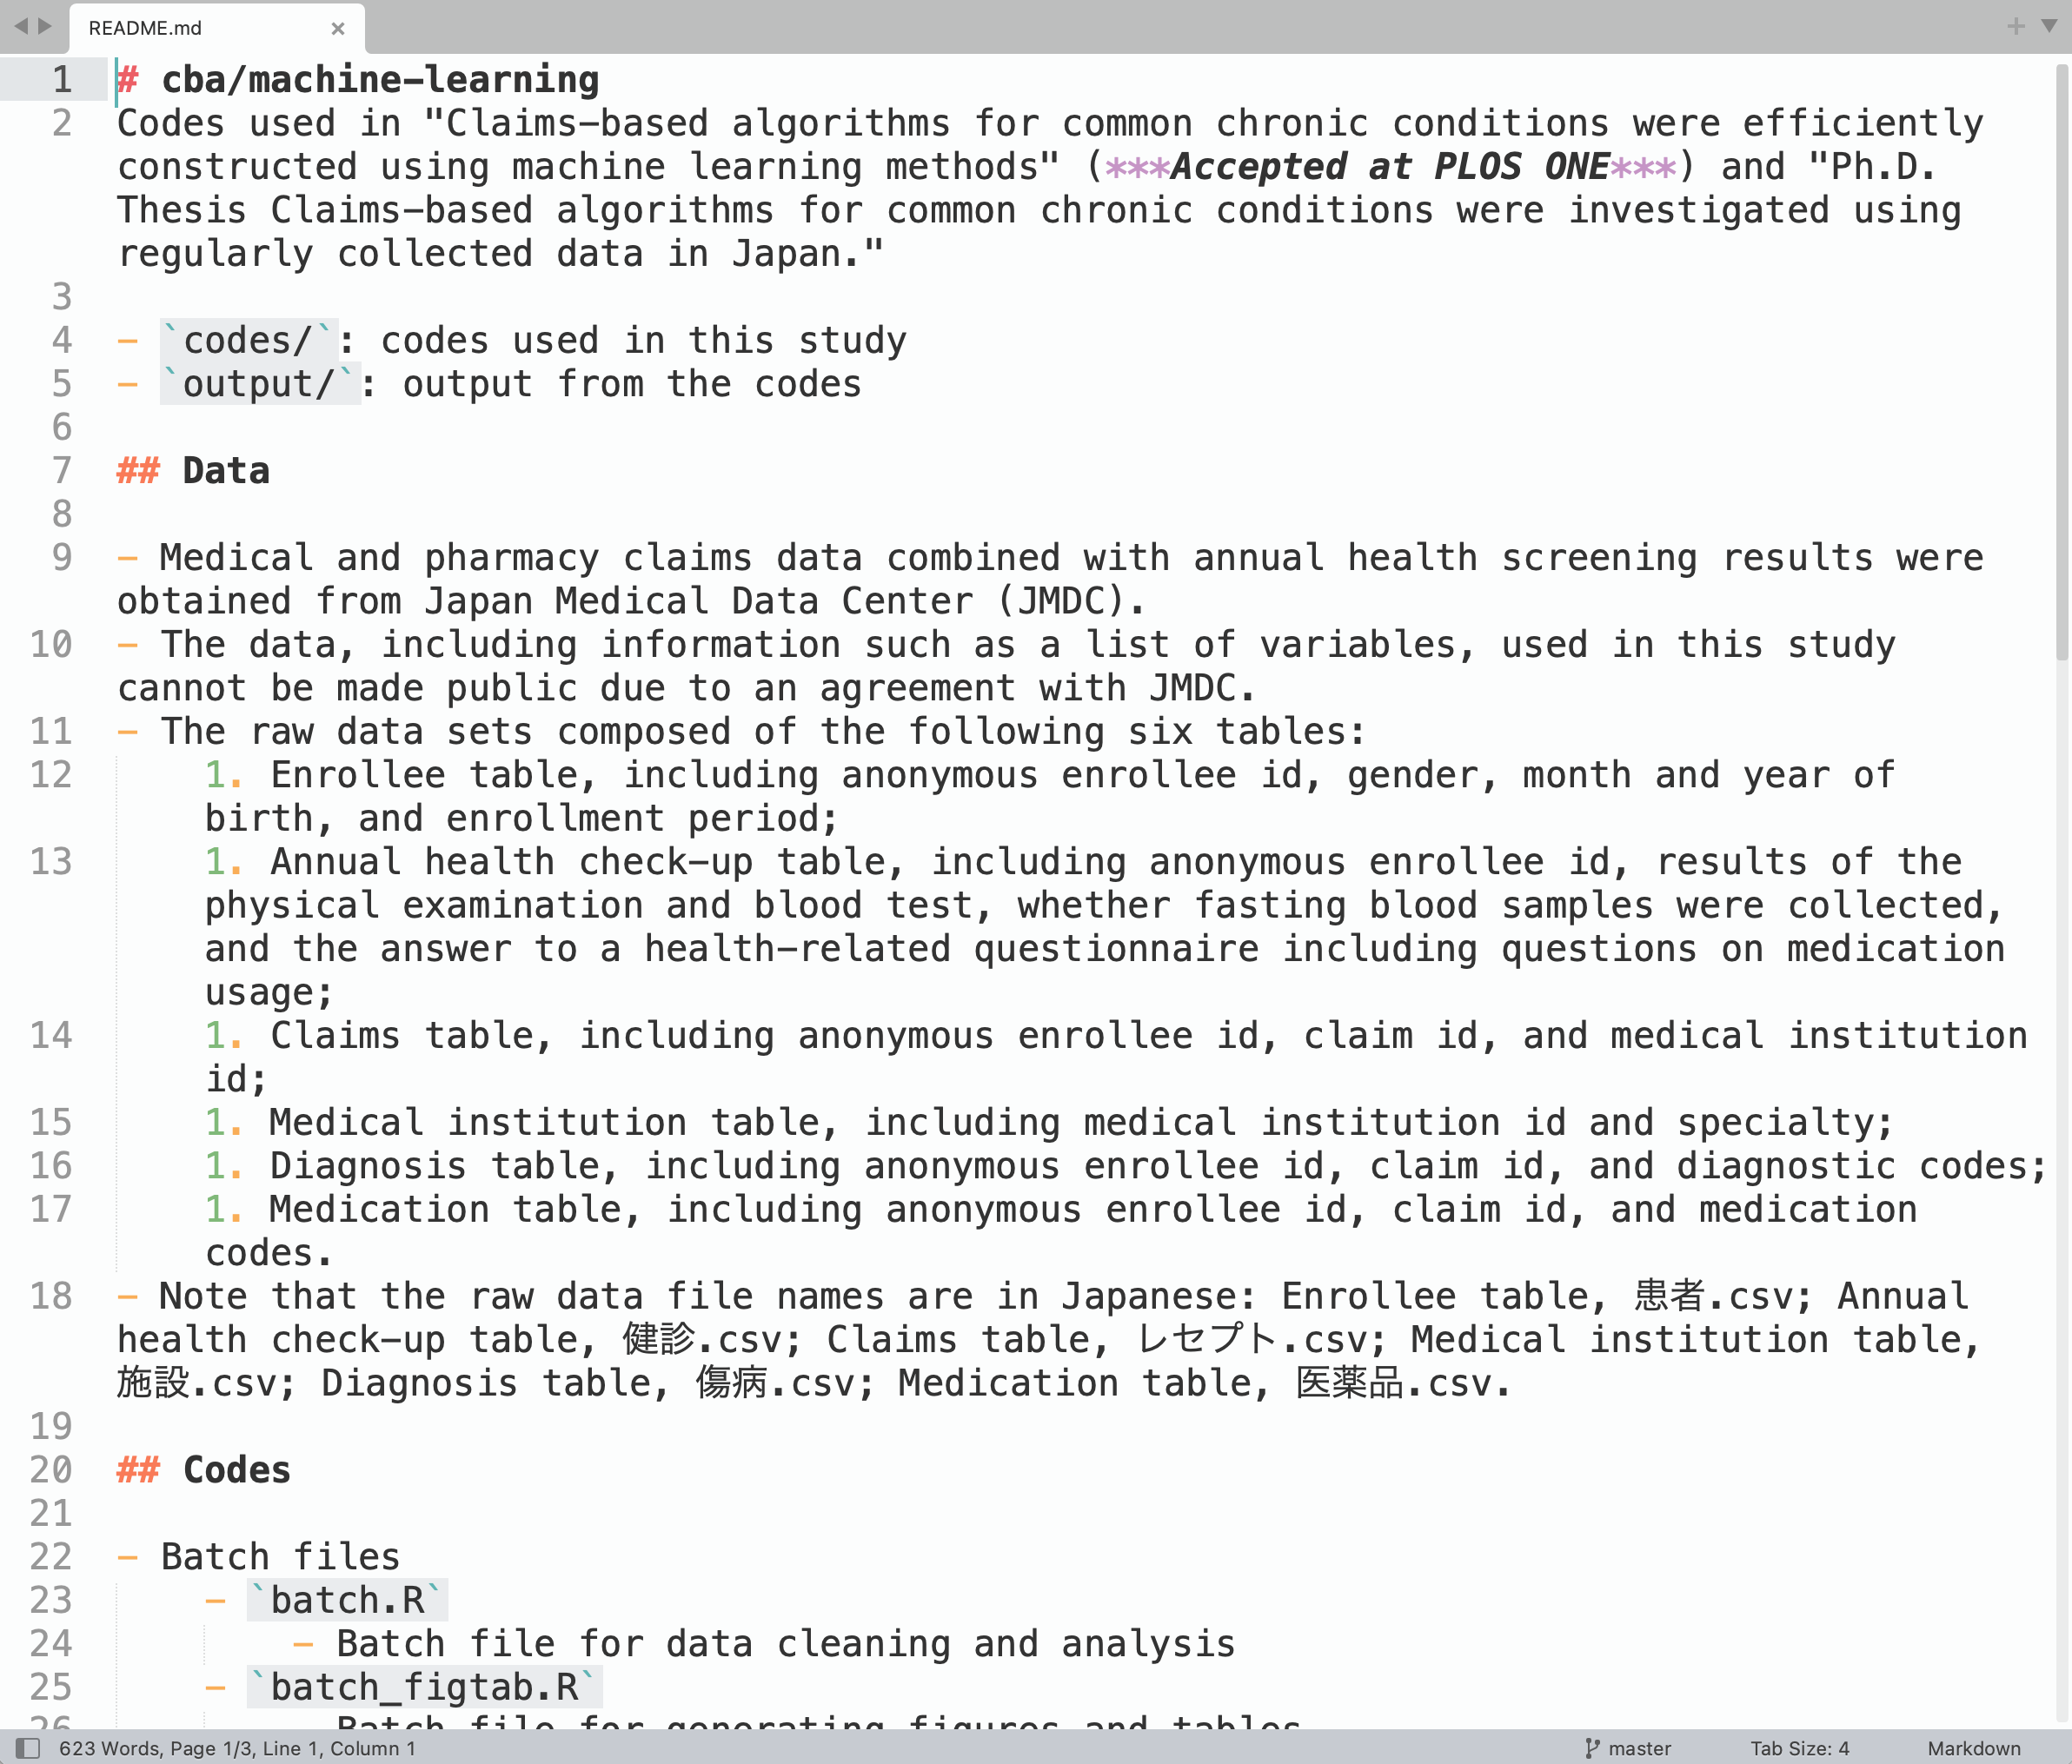 README.md
1 # cba/machine-learning
2 Codes used in "Claims-based algorithms for common chronic conditions were efficiently
constructed using machine learning methods" (***Accepted at PLOS ONE***) and "Ph.D.
Thesis Claims-based algorithms for common chronic conditions were investigated using
regularly collected data in Japan."
3
4 - `codes/`: codes used in this study
5 - `output/`: output from the codes
6
7 ## Data
8
9 - Medical and pharmacy claims data combined with annual health screening results were
obtained from Japan Medical Data Center (JMDC).
10 - The data, including information such as a list of variables, used in this study
cannot be made public due to an agreement with JMDC.
11 - The raw data sets composed of the following six tables:
12 1. Enrollee table, including anonymous enrollee id, gender, month and year of
birth, and enrollment period;
13 1. Annual health check-up table, including anonymous enrollee id, results of the
physical examination and blood test, whether fasting blood samples were collected,
and the answer to a health-related questionnaire including questions on medication
usage;
14 1. Claims table, including anonymous enrollee id, claim id, and medical institution
id;
15 1. Medical institution table, including medical institution id and specialty;
16 1. Diagnosis table, including anonymous enrollee id, claim id, and diagnostic codes;
17 1. Medication table, including anonymous enrollee id, claim id, and medication
codes.
18 - Note that the raw data file names are in Japanese: Enrollee table, 患者.csv; Annual
health check-up table, 健診.csv; Claims table, レセプト.csv; Medical institution table,
施設.csv; Diagnosis table, 傷病.csv; Medication table, 医薬品.csv.
19
20 ## Codes
21
22 - Batch files
23 - `batch.R`
24 - Batch file for data cleaning and analysis
25 - `batch_figtab.R`
26 Batch file for generating figures and tables
623 Words, Page 1/3, Line 1, Column 1 master Tab Size: 4 Markdown